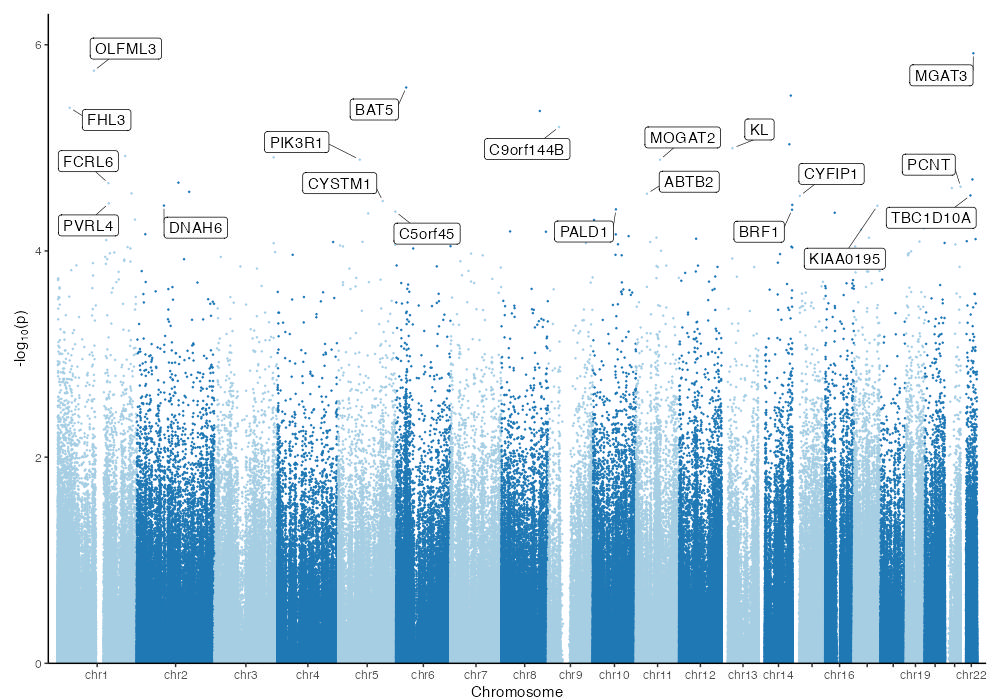 6
OLFML3
MGAT3
BAT5
FHL3
KL
MOGAT2
PIK3R1
C9orf144B
FCRL6
PCNT
CYFIP1
ABTB2
CYSTM1
TBC1D10A
PVRL4
DNAH6
PALD1
BRF1
C5orf45
4
KIAA0195
-log10(p)
2
0
chr1 chr2 chr3 chr4 chr5 chr6 chr7 chr8 chr9 chr10 chr11 chr12 chr13 chr14 chr16 chr19 chr22
Chromosome